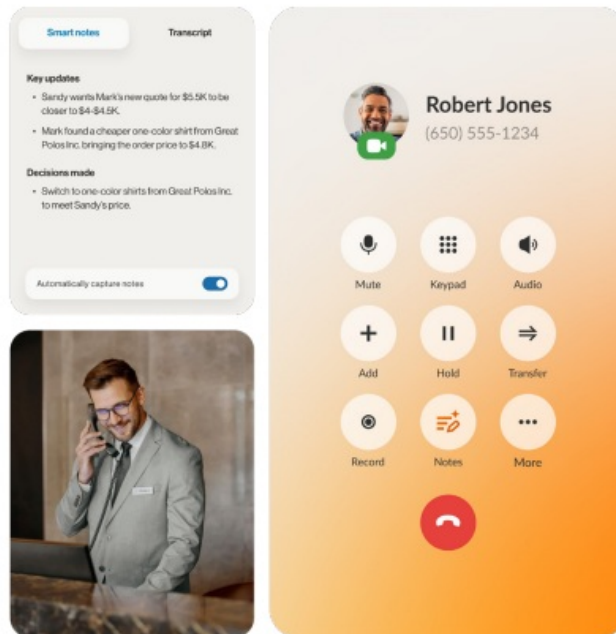 Smart notes
Transcript
Key updates
• Sandy wants Mark's new quote for $5.5K to be
closer to $4-$4.5K.
• Mark found a cheaper one-color shirt from Great
Polos Inc. bringing the order price to $4.8K.
Decisions made
• Switch to one-color shirts from Great Polos Inc.
to meet Sandy's price.
Automatically capture notes
Robert Jones
(650) 555-1234
Mute
Keypad
Audio
Add
Hold
Transfer
Record
Notes
More